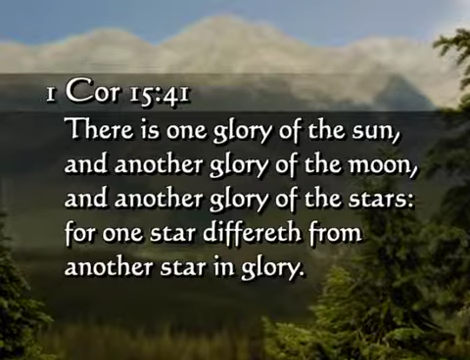 1 Cor 15:41
There is one glory of the sun,
and another glory of the moon,
and another glory of the stars:
for one star differeth from
another star in glory.